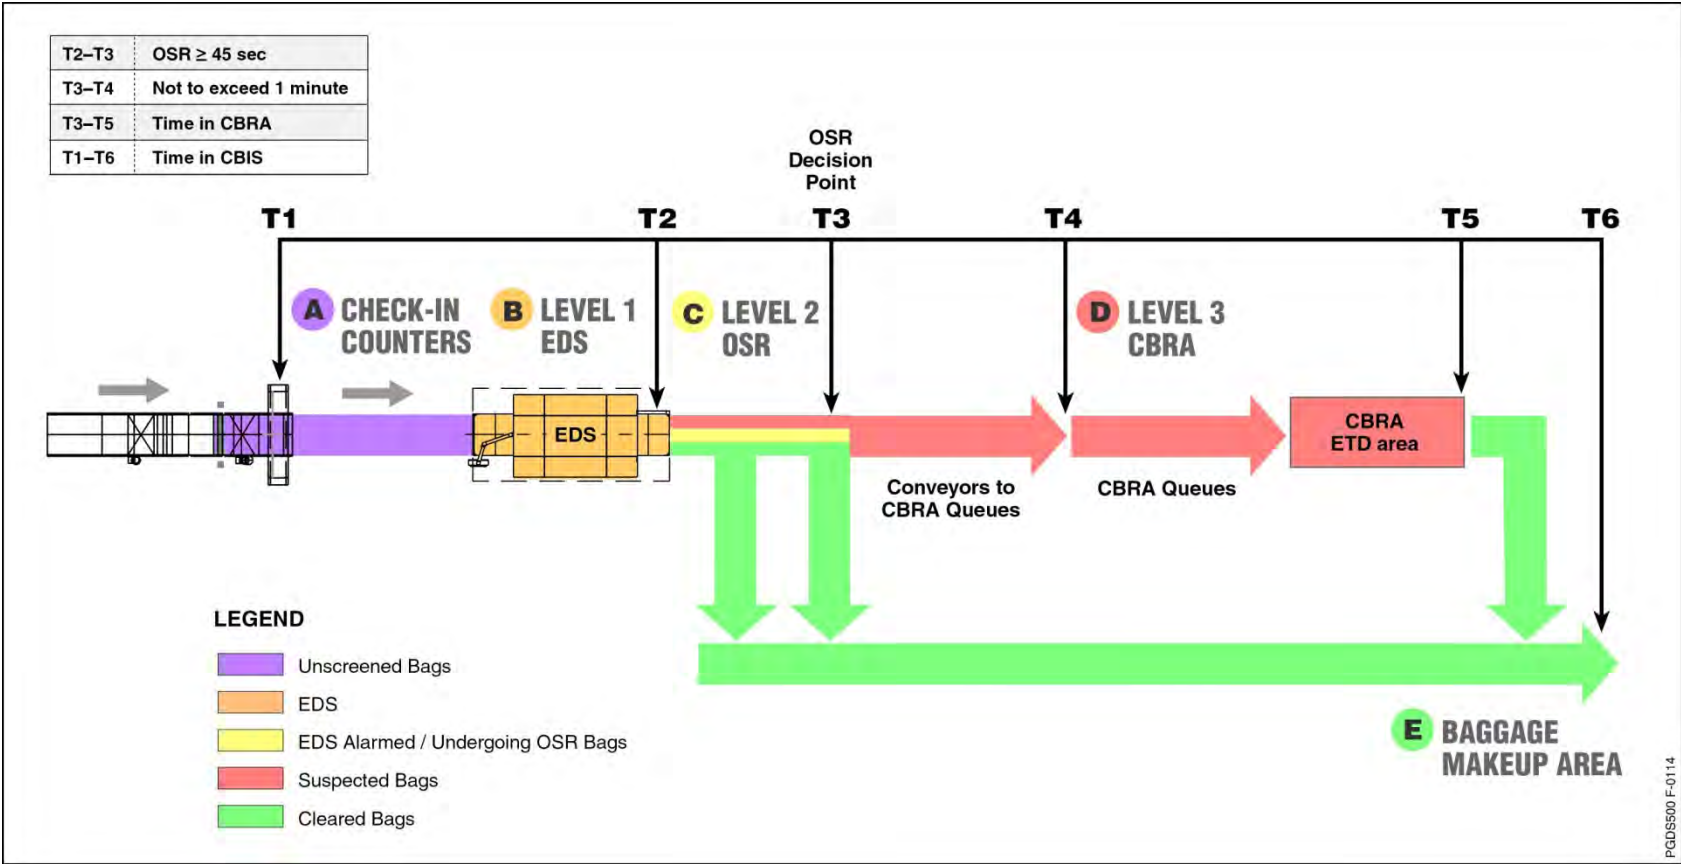 T2–T3 OSR ≥ 45 sec
T3–T4 Not to exceed 1 minute
T3–T5 Time in CBRA
T1–T6 Time in CBIS
OSR
Decision
Point
T1 T2 T3 T4 T5 T6
A CHECK-IN
COUNTERS
B LEVEL 1
EDS
C LEVEL 2
OSR
D LEVEL 3
CBRA
EDS
CBRA
ETD area
Conveyors to
CBRA Queues
CBRA Queues
LEGEND
Unscreened Bags
EDS
EDS Alarmed / Undergoing OSR Bags
Suspected Bags
Cleared Bags
E BAGGAGE
MAKEUP AREA
PGDS500 F-0114